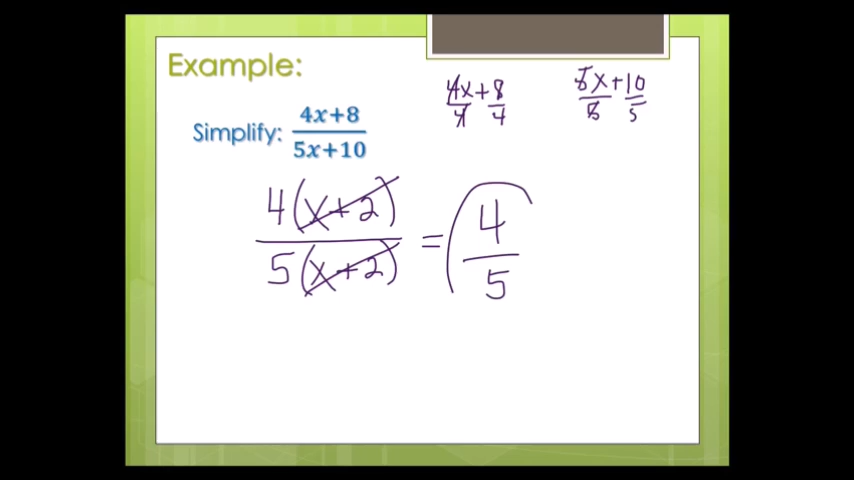 Example:
4x+8 5x+10
4 4 5 5
Simplify: 4x+8
5x+10
4(x+2)
5(x+2)
= 4
5